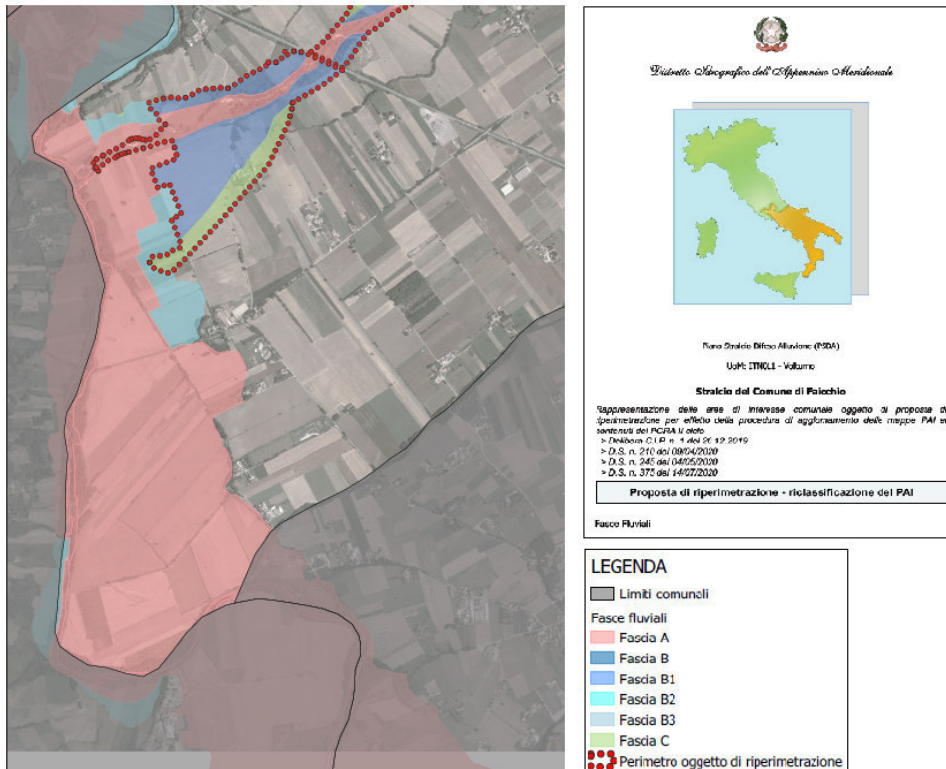 Distretto Idrografico dell'Appennino Meridionale
Piano Stralcio Difesa Alluvione (PSDA)
UoM: ITN011 - Volturno
Stralcio del Comune di Faicchio
Rappresentazione delle aree di interesse comunale oggetto di proposta di
riperimetrazione per effetto della procedura di aggiornamento delle mappe PAI ai
contenuti del PGRA II ciclo
> Delibera C.I.P. n. 1 del 20.12.2019
> D.S. n. 210 del 09/04/2020
> D.S. n. 245 del 04/05/2020
> D.S. n. 375 del 14/07/2020
Proposta di riperimetrazione - riclassificazione del PAI
Fasce Fluviali
LEGENDA
Limiti comunali
Fasce fluviali
Fascia A
Fascia B
Fascia B1
Fascia B2
Fascia B3
Fascia C
Perimetro oggetto di riperimetrazione